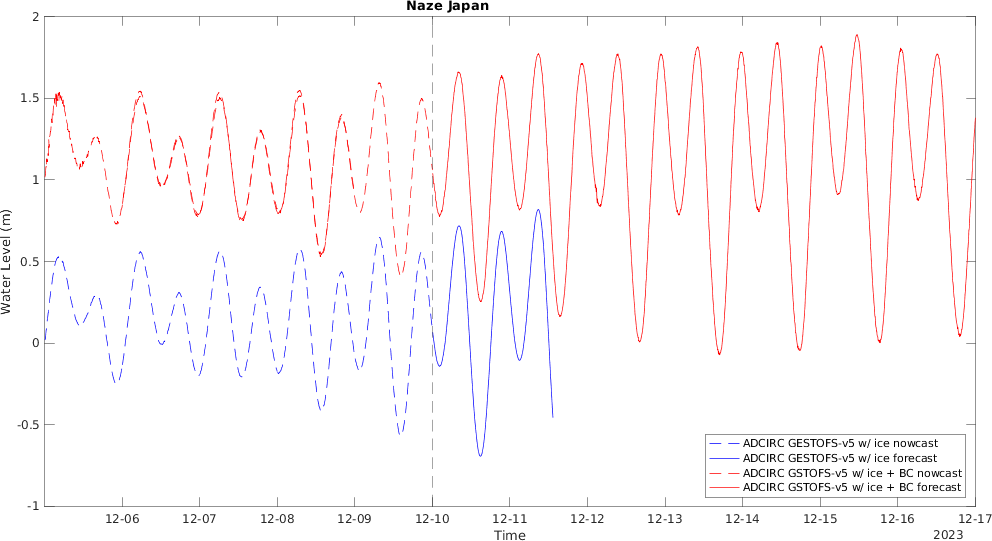 Naze Japan
2
1.5
1
0.5
0
-0.5
-1
Water Level (m)
12-06 12-07 12-08 12-09 12-10 12-11 12-12 12-13 12-14 12-15 12-16 12-17
Time
2023
ADCIRC GESTOFS-v5 w/ ice nowcast
ADCIRC GESTOFS-v5 w/ ice forecast
ADCIRC GSTOFS-v5 w/ ice + BC nowcast
ADCIRC GSTOFS-v5 w/ ice + BC forecast